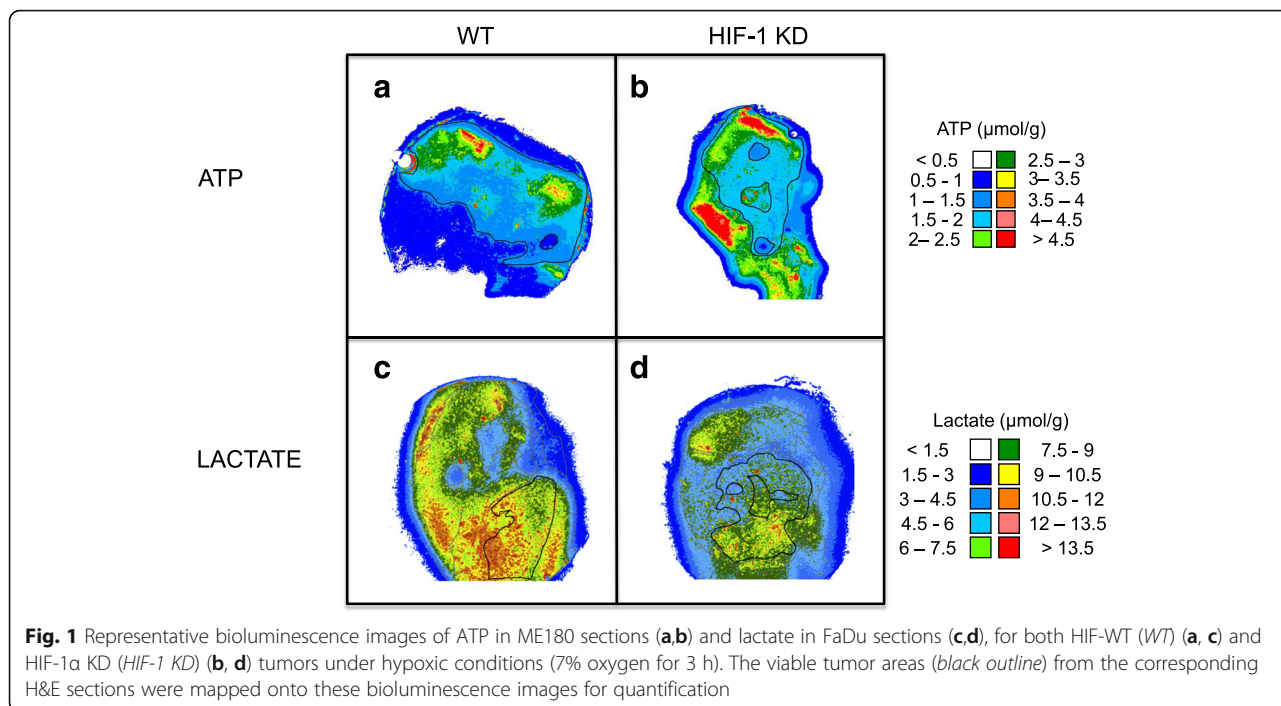 WT HIF-1 KD
a b
ATP
ATP (µmol/g)
< 0.5 2.5 – 3
0.5 - 1 3– 3.5
1 – 1.5 3.5 – 4
1.5 - 2 4– 4.5
2– 2.5 > 4.5
c d
LACTATE
Lactate (µmol/g)
< 1.5 7.5 - 9
1.5 - 3 9 – 10.5
3 – 4.5 10.5 – 12
4.5 - 6 12 – 13.5
6 – 7.5 > 13.5
Fig. 1 Representative bioluminescence images of ATP in ME180 sections (a,b) and lactate in FaDu sections (c,d), for both HIF-WT (WT) (a, c) and
HIF-1α KD (HIF-1 KD) (b, d) tumors under hypoxic conditions (7% oxygen for 3 h). The viable tumor areas (black outline) from the corresponding
H&E sections were mapped onto these bioluminescence images for quantification